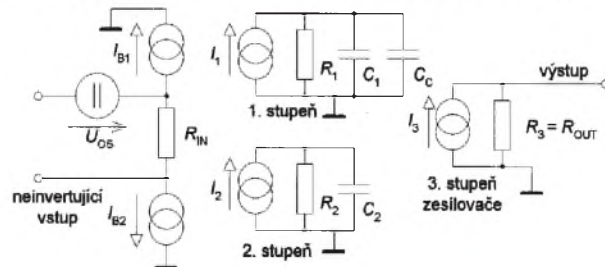 I_B1
U_OS
R_IN
neinvertující
vstup
I_B2
I_1
R_1
C_1
C_C
1. stupeň
I_2
R_2
C_2
2. stupeň
výstup
I_3
R_3 = R_OUT
3. stupeň
zesilovače